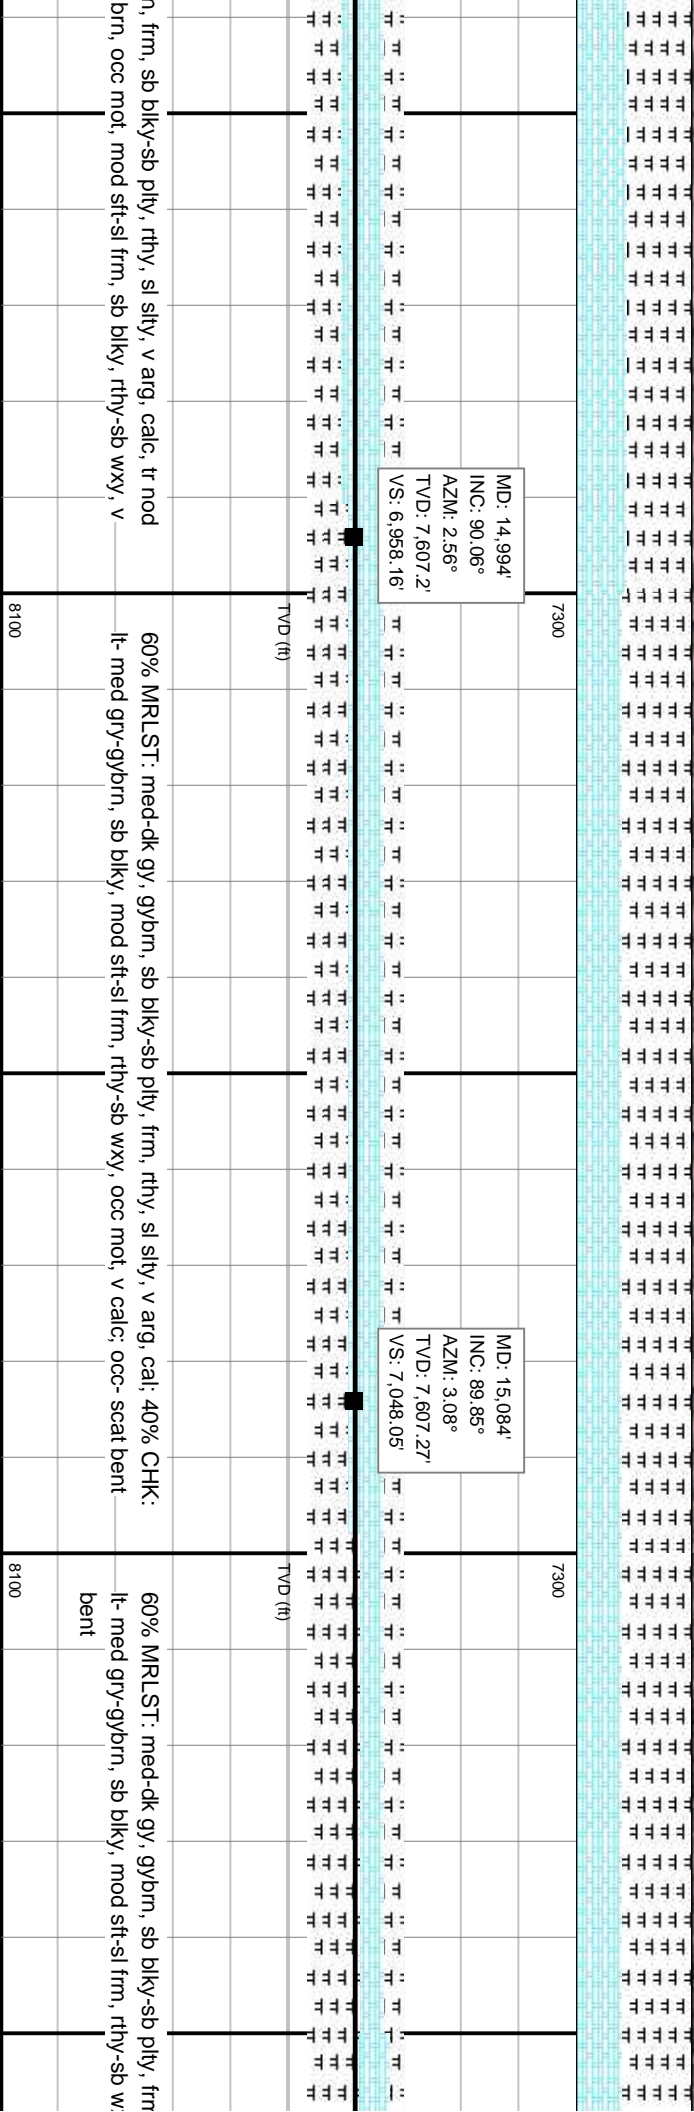 MD: 14,994'
INC: 90.06°
AZM: 2.56°
TVD: 7,607.2'
VS: 6,958.16'
MD: 15,084'
INC: 89.85°
AZM: 3.08°
TVD: 7,607.27'
VS: 7,048.05'
7300
7300
TVD (ft)
TVD (ft)
frm, sb blky-sb plty, rthy, sl slty, v arg, calc, tr nod
brn, occ mot, mod sft-sl frm, sb blky, rthy-sb wxy, v
60% MRLST: med-dk gy, gybrn, sb blky-sb plty, frm, rthy, sl slty, v arg, cal; 40% CHK:
lt- med gry-gybrn, sb blky, mod sft-sl frm, rthy-sb wxy, occ mot, v calc; occ- scat bent
60% MRLST: med-dk gy, gybrn, sb blky-sb plty, frm
lt- med gry-gybrn, sb blky, mod sft-sl frm, rthy-sb
bent
8100
8100